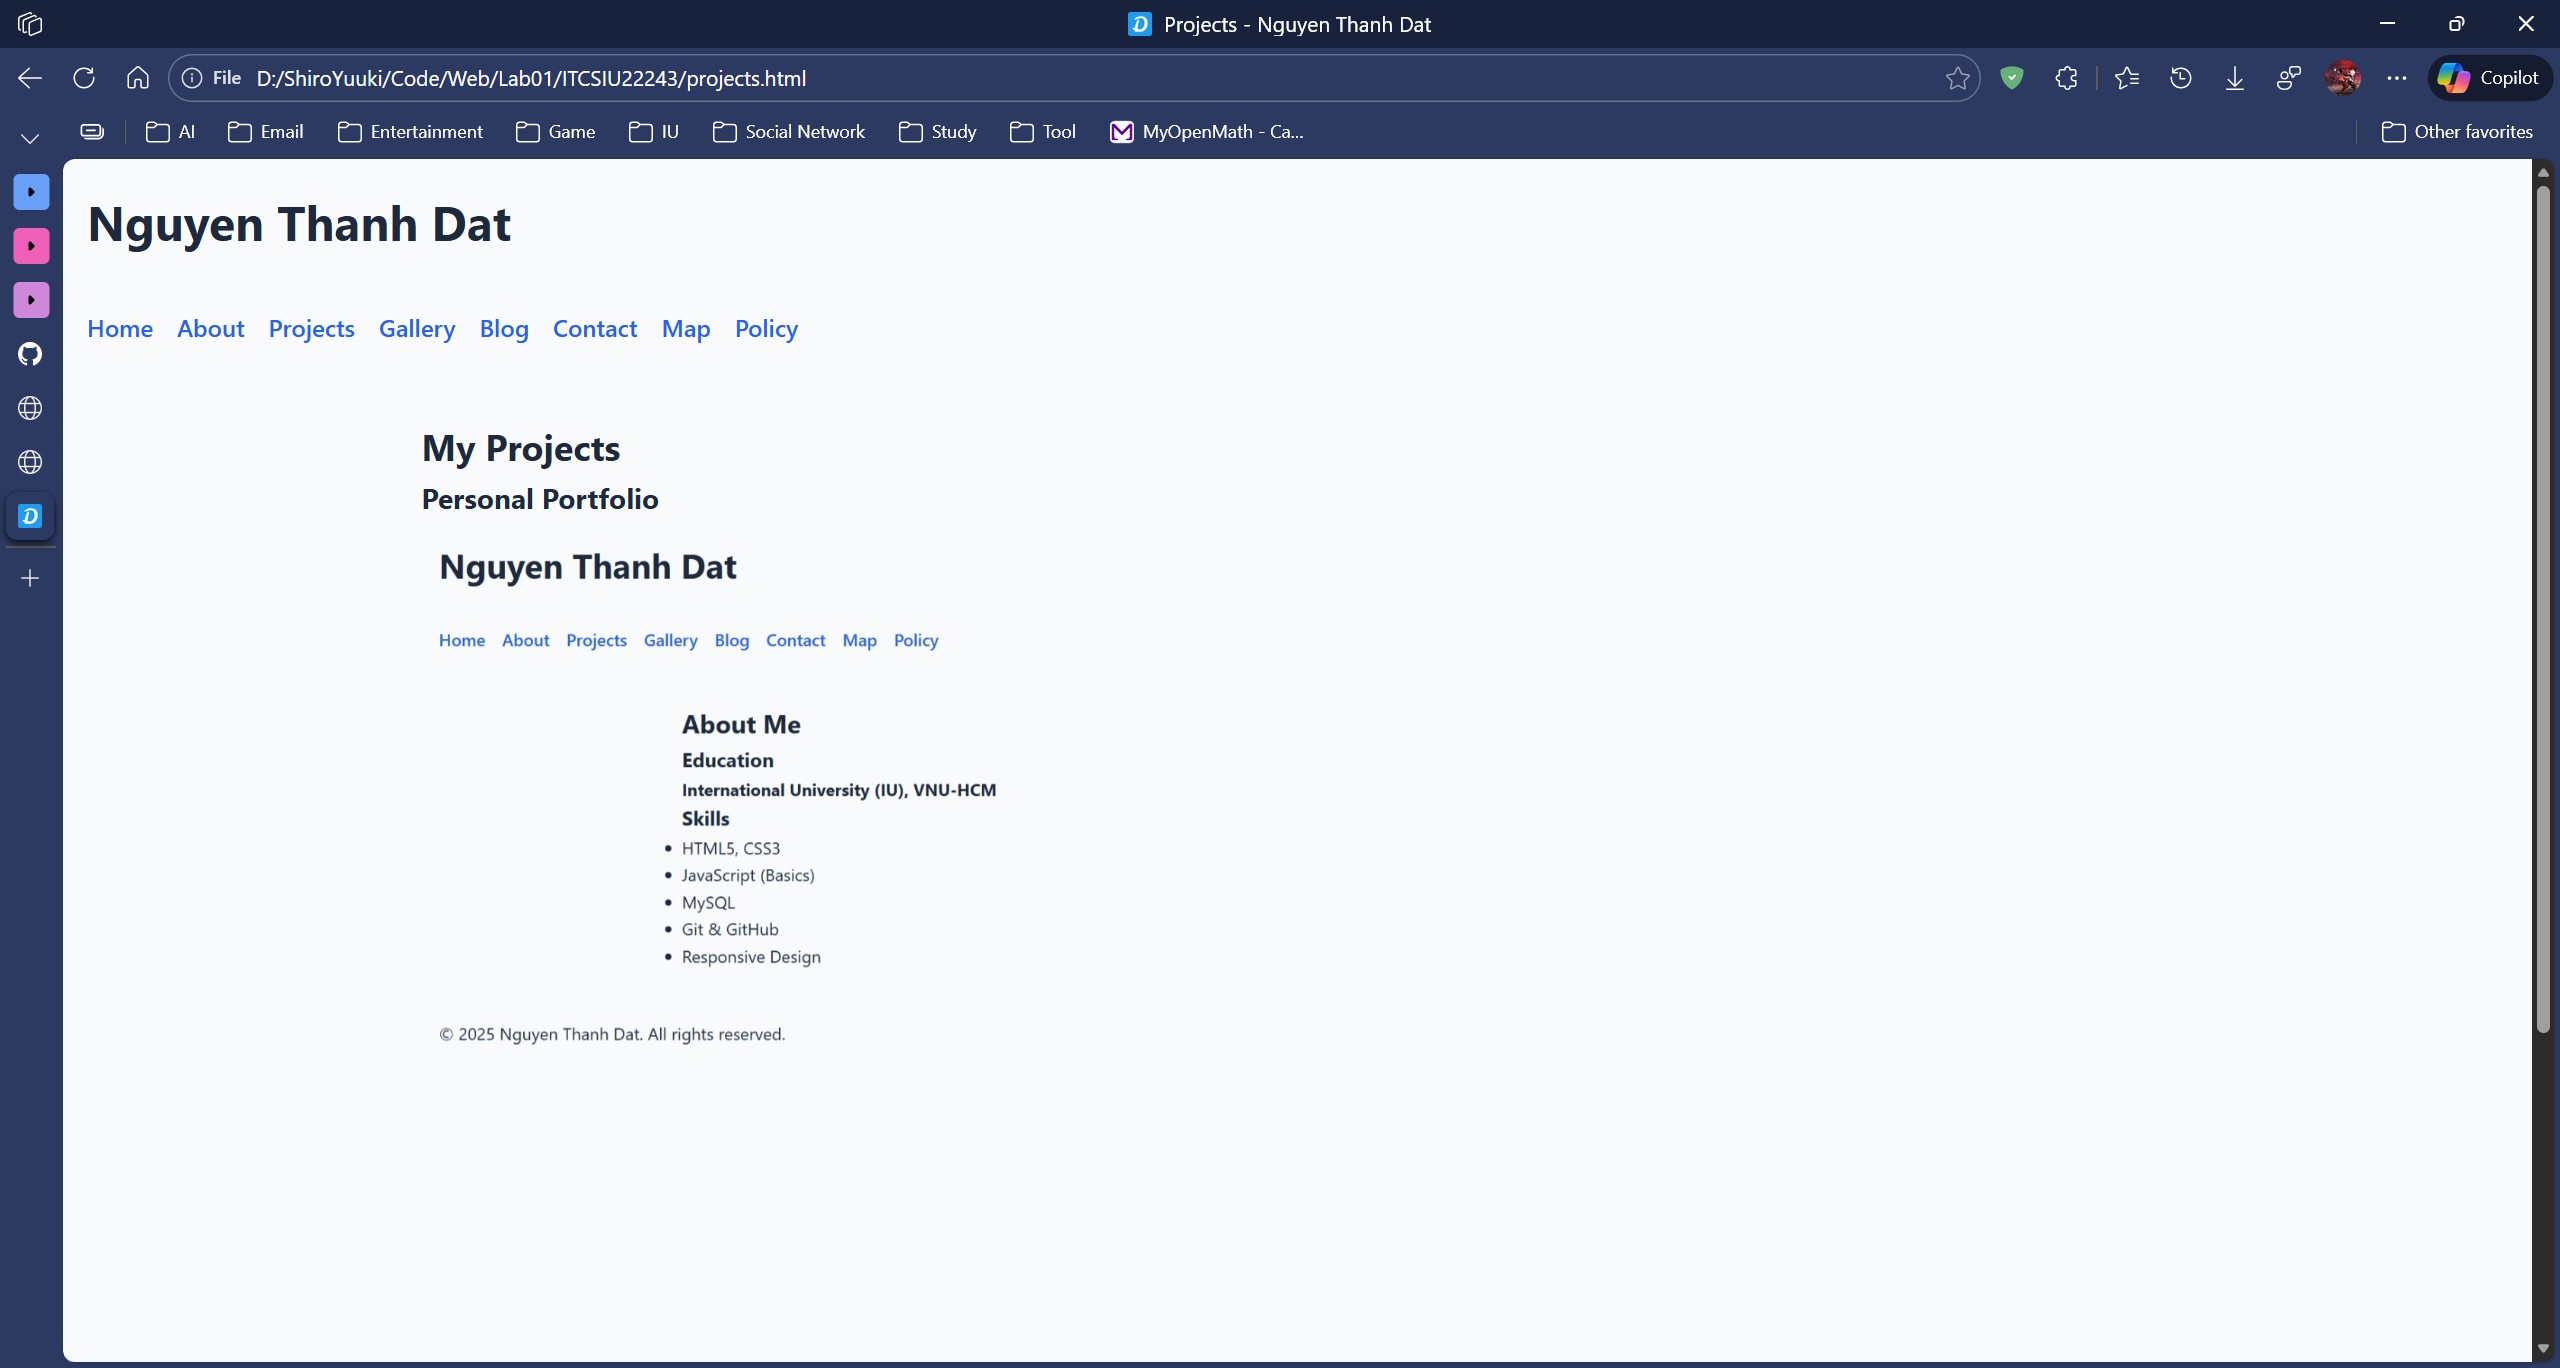 Projects - Nguyen Thanh Dat
File D:/ShiroYuuki/Code/Web/Lab01/ITCSIU22243/projects.html
Copilot
AI Email Entertainment Game IU Social Network Study Tool MyOpenMath - Ca... Other favorites
Nguyen Thanh Dat
Home About Projects Gallery Blog Contact Map Policy
My Projects
Personal Portfolio
Nguyen Thanh Dat
Home About Projects Gallery Blog Contact Map Policy
About Me
Education
International University (IU), VNU-HCM
Skills
• HTML5, CSS3
• JavaScript (Basics)
• MySQL
• Git & GitHub
• Responsive Design
© 2025 Nguyen Thanh Dat. All rights reserved.